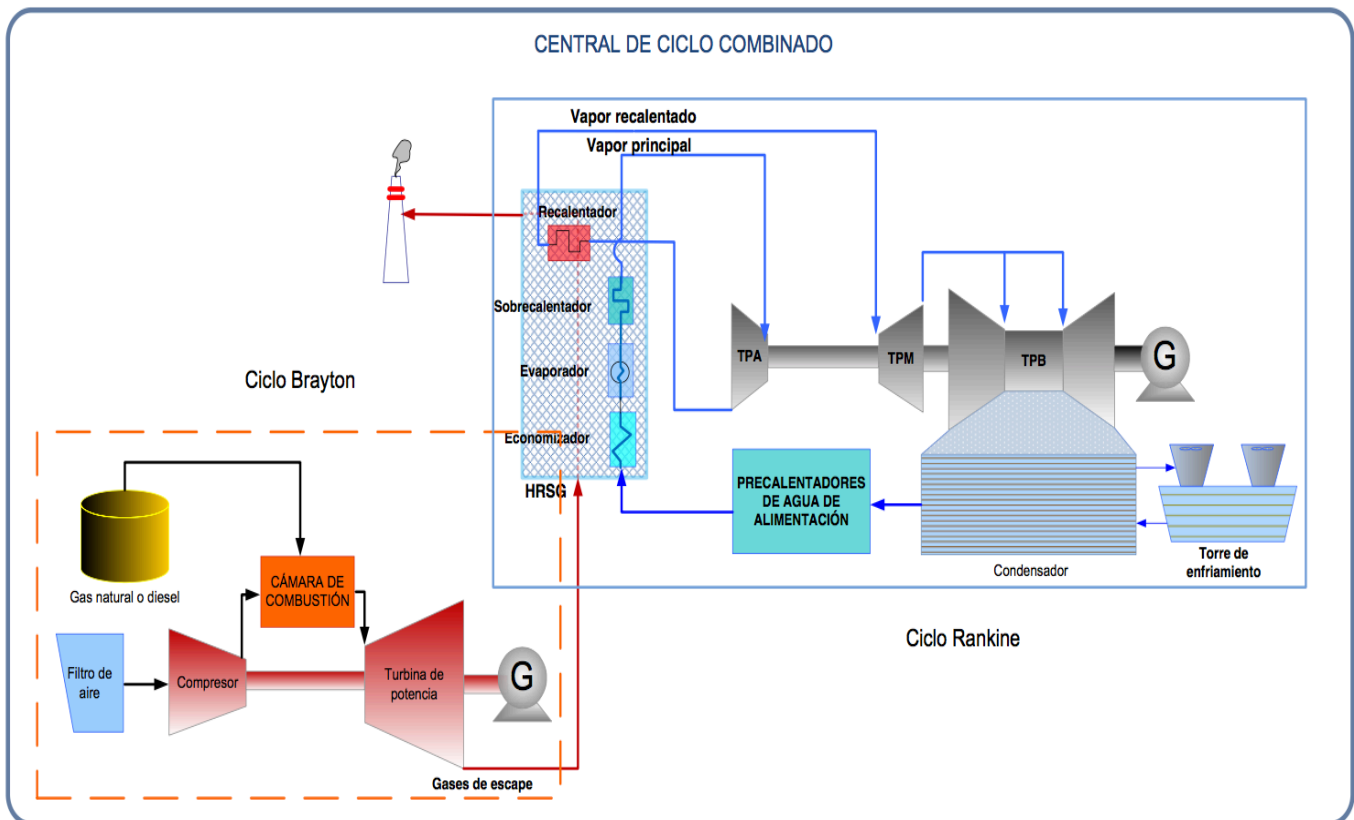 CENTRAL DE CICLO COMBINADO
Vapor recalentado
Vapor principal
Recalentador
Sobrecalentador
Evaporador
Economizador
HRSG
TPA
TPM
TPB
G
Ciclo Brayton
PRECALENTADORES
DE AGUA DE
ALIMENTACIÓN
Condensador
Torre de
enfriamiento
Ciclo Rankine
Gas natural o diesel
CÁMARA DE
COMBUSTIÓN
Filtro de
aire
Compresor
Turbina de
potencia
G
Gases de escape